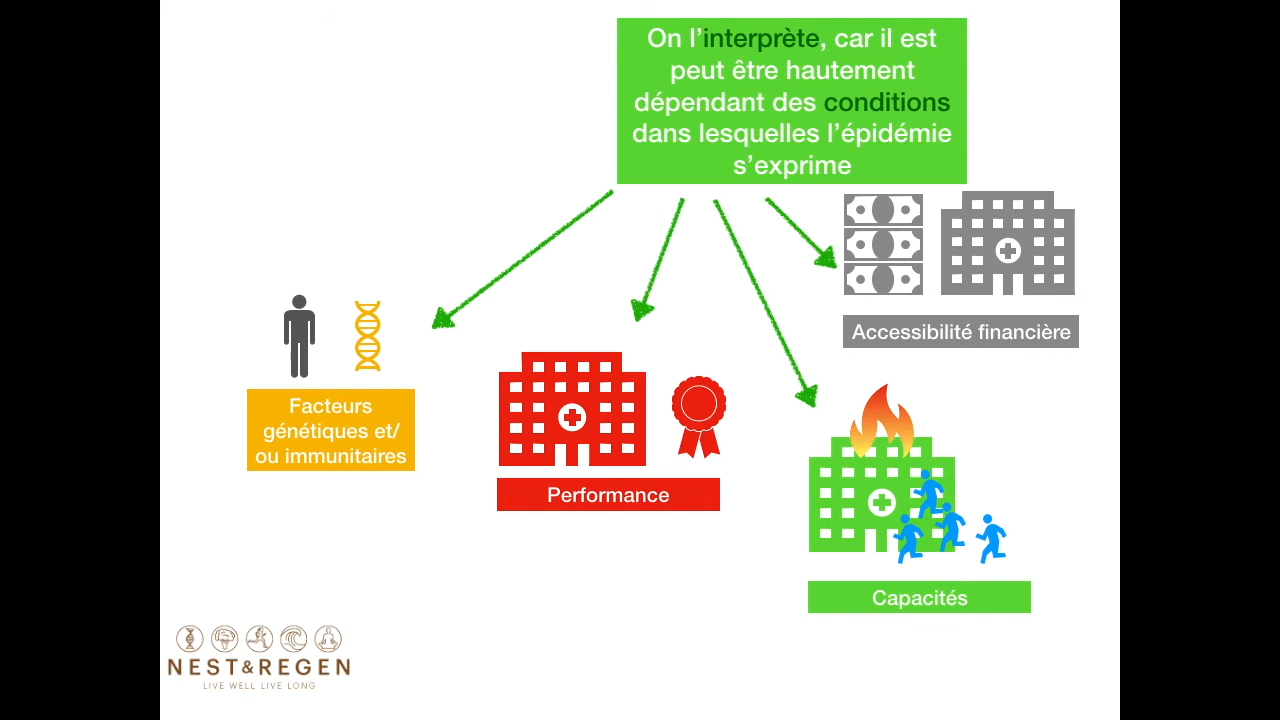 On l’interprète, car il est
peut être hautement
dépendant des conditions
dans lesquelles l’épidémie
s’exprime
Accessibilité financière
Facteurs
génétiques et/
ou immunitaires
Performance
Capacités
NEST&REGEN
LIVE WELL LIVE LONG